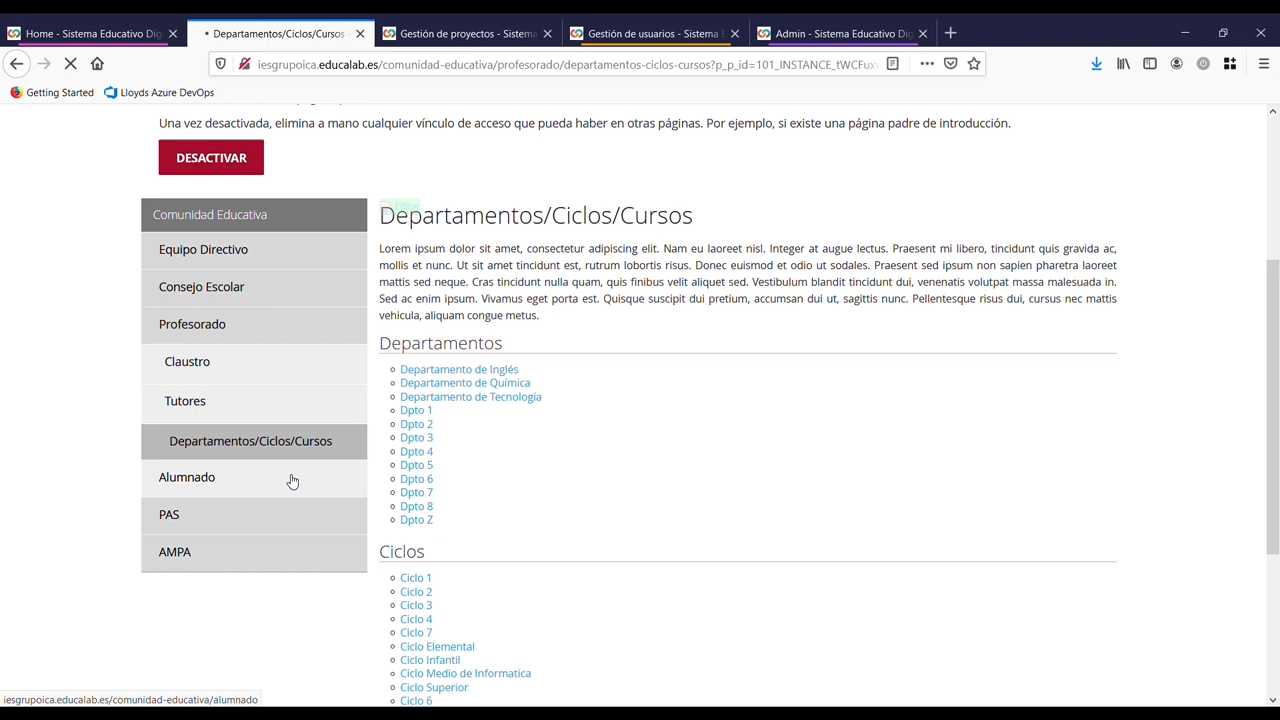 Home - Sistema Educativo Dig
Departamentos/Ciclos/Cursos
Gestión de proyectos - Sistema
Gestión de usuarios - Sistema E
Admin - Sistema Educativo Dig
iesgrupoica.educalab.es/comunidad-educativa/profesorado/departamentos-ciclos-cursos?p_p_id=101_INSTANCE_tWCFux
Getting Started
Lloyds Azure DevOps
Una vez desactivada, elimina a mano cualquier vínculo de acceso que pueda haber en otras páginas. Por ejemplo, si existe una página padre de introducción.
DESACTIVAR
Comunidad Educativa
Equipo Directivo
Consejo Escolar
Profesorado
Claustro
Tutores
Departamentos/Ciclos/Cursos
Alumnado
PAS
AMPA
Editar
Departamentos/Ciclos/Cursos
Lorem ipsum dolor sit amet, consectetur adipiscing elit. Nam eu laoreet nisl. Integer at augue lectus. Praesent mi libero, tincidunt quis gravida ac,
mollis et nunc. Ut sit amet tincidunt est, rutrum lobortis risus. Donec euismod et odio ut sodales. Praesent sed ipsum non sapien pharetra laoreet
mattis sed neque. Cras tincidunt nulla quam, quis finibus velit aliquet sed. Vestibulum blandit tincidunt dui, venenatis volutpat massa malesuada in.
Sed ac enim ipsum. Vivamus eget porta est. Quisque suscipit dui pretium, accumsan dui ut, sagittis nunc. Pellentesque risus dui, cursus nec mattis
vehicula, aliquam congue metus.
Departamentos
Departamento de Inglés
Departamento de Química
Departamento de Tecnología
Dpto 1
Dpto 2
Dpto 3
Dpto 4
Dpto 5
Dpto 6
Dpto 7
Dpto 8
Dpto Z
Ciclos
Ciclo 1
Ciclo 2
Ciclo 3
Ciclo 4
Ciclo 7
Ciclo Elemental
Ciclo Infantil
Ciclo Medio de Informatica
Ciclo Superior
Ciclo 6
iesgrupoica.educalab.es/comunidad-educativa/alumnado